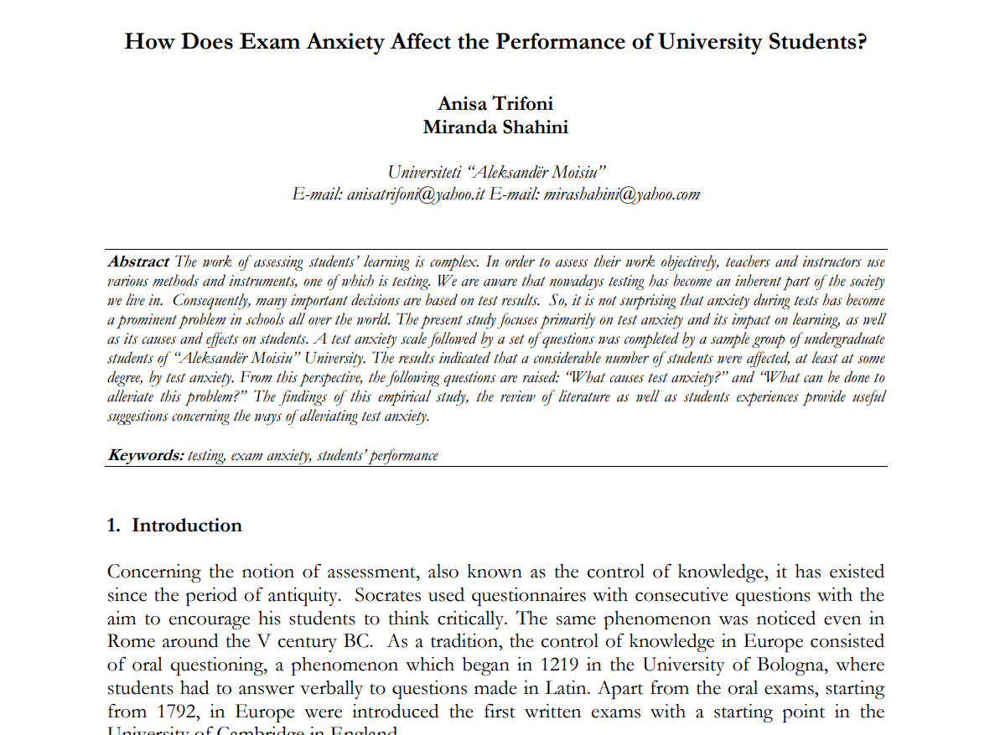 How Does Exam Anxiety Affect the Performance of University Students?
Anisa Trifoni
Miranda Shahini
Universiteti “Aleksandër Moisiu”
E-mail: anisatrifoni@yahoo.it E-mail: mirashahini@yahoo.com
Abstract The work of assessing students’ learning is complex. In order to assess their work objectively, teachers and instructors use
various methods and instruments, one of which is testing. We are aware that nowadays testing has become an inherent part of the society
we live in. Consequently, many important decisions are based on test results. So, it is not surprising that anxiety during tests has become
a prominent problem in schools all over the world. The present study focuses primarily on test anxiety and its impact on learning, as well
as its causes and effects on students. A test anxiety scale followed by a set of questions was completed by a sample group of undergraduate
students of “Aleksandër Moisiu” University. The results indicated that a considerable number of students were affected, at least at some
degree, by test anxiety. From this perspective, the following questions are raised: “What causes test anxiety?” and “What can be done to
alleviate this problem?” The findings of this empirical study, the review of literature as well as students experiences provide useful
suggestions concerning the ways of alleviating test anxiety.
Keywords: testing, exam anxiety, students’ performance
1. Introduction
Concerning the notion of assessment, also known as the control of knowledge, it has existed
since the period of antiquity. Socrates used questionnaires with consecutive questions with the
aim to encourage his students to think critically. The same phenomenon was noticed even in
Rome around the V century BC. As a tradition, the control of knowledge in Europe consisted
of oral questioning, a phenomenon which began in 1219 in the University of Bologna, where
students had to answer verbally to questions made in Latin. Apart from the oral exams, starting
from 1792, in Europe were introduced the first written exams with a starting point in the
University of Cambridge in England